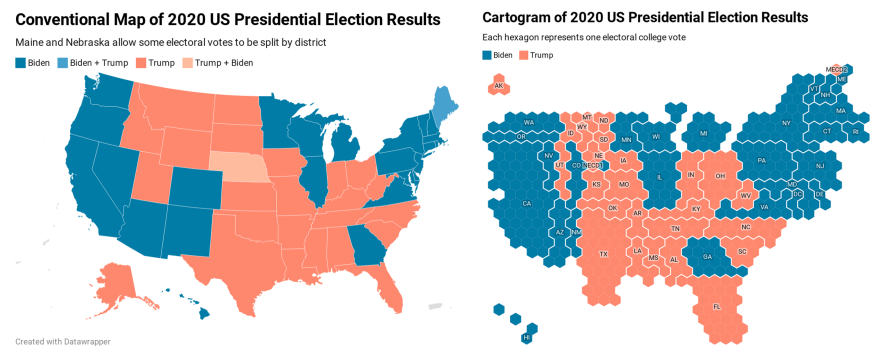 Conventional Map of 2020 US Presidential Election Results
Maine and Nebraska allow some electoral votes to be split by district
Biden Biden + Trump Trump Trump + Biden
Created with Datawrapper
Cartogram of 2020 US Presidential Election Results
Each hexagon represents one electoral college vote
Biden Trump
MECD2
ME
AK
VT
NH
MA
WA
MT
ND
NY
ID
WY
CT
RI
OR
SD
MN
WI
MI
NV
UT
CO
NE
NECD1
IA
PA
NJ
KS
MO
IL
IN
OH
MD
DC
DE
WV
CA
OK
AR
KY
VA
AZ
NM
TN
NC
TX
LA
MS
AL
GA
SC
FL
HI